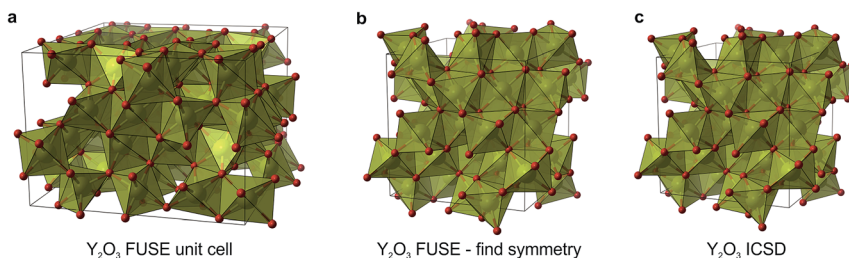 a
b
c
Y₂O₃ FUSE unit cell
Y₂O₃ FUSE - find symmetry
Y₂O₃ ICSD